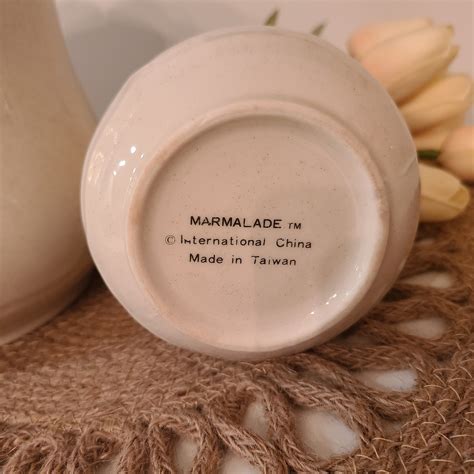 MARMALADE TM
© International China
Made in Taiwan